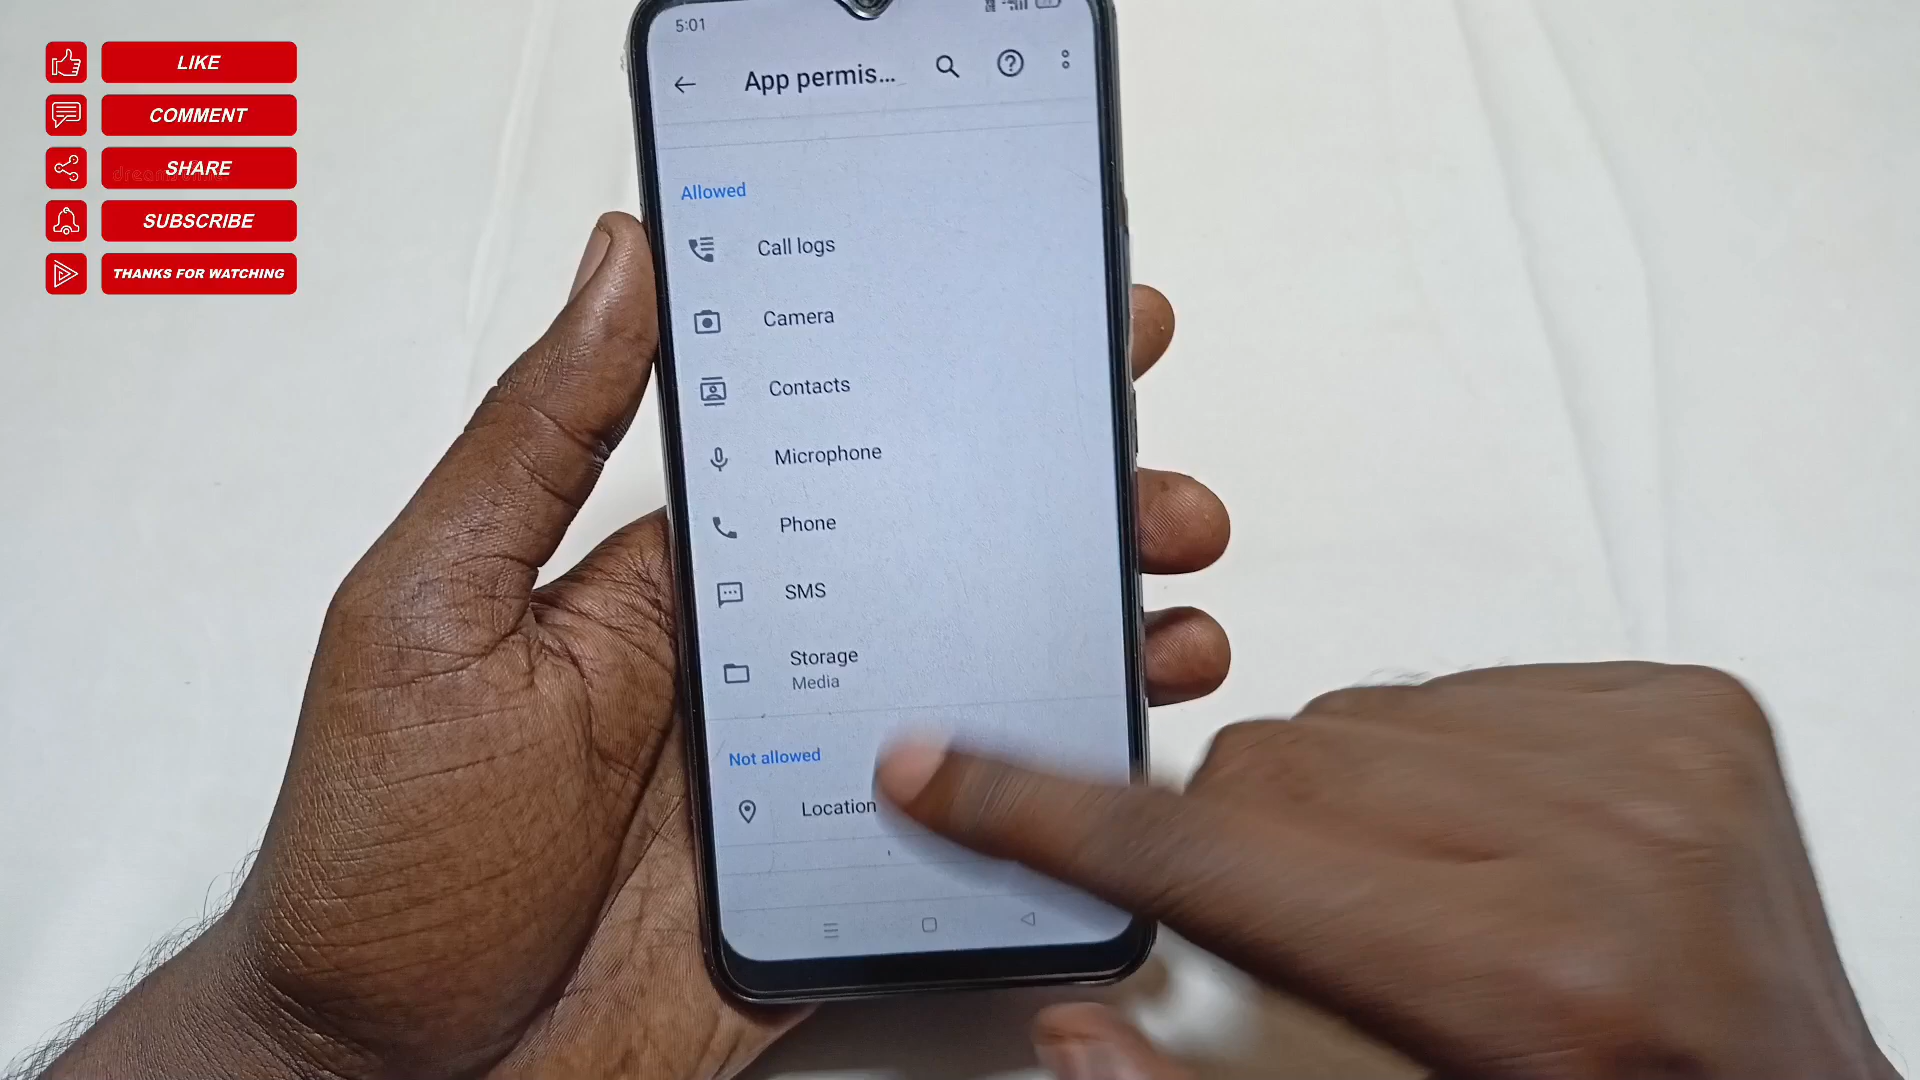 LIKE
COMMENT
SHARE
SUBSCRIBE
THANKS FOR WATCHING
5:01
App permis...
Allowed
Call logs
Camera
Contacts
Microphone
Phone
SMS
Storage
Media
Not allowed
Location